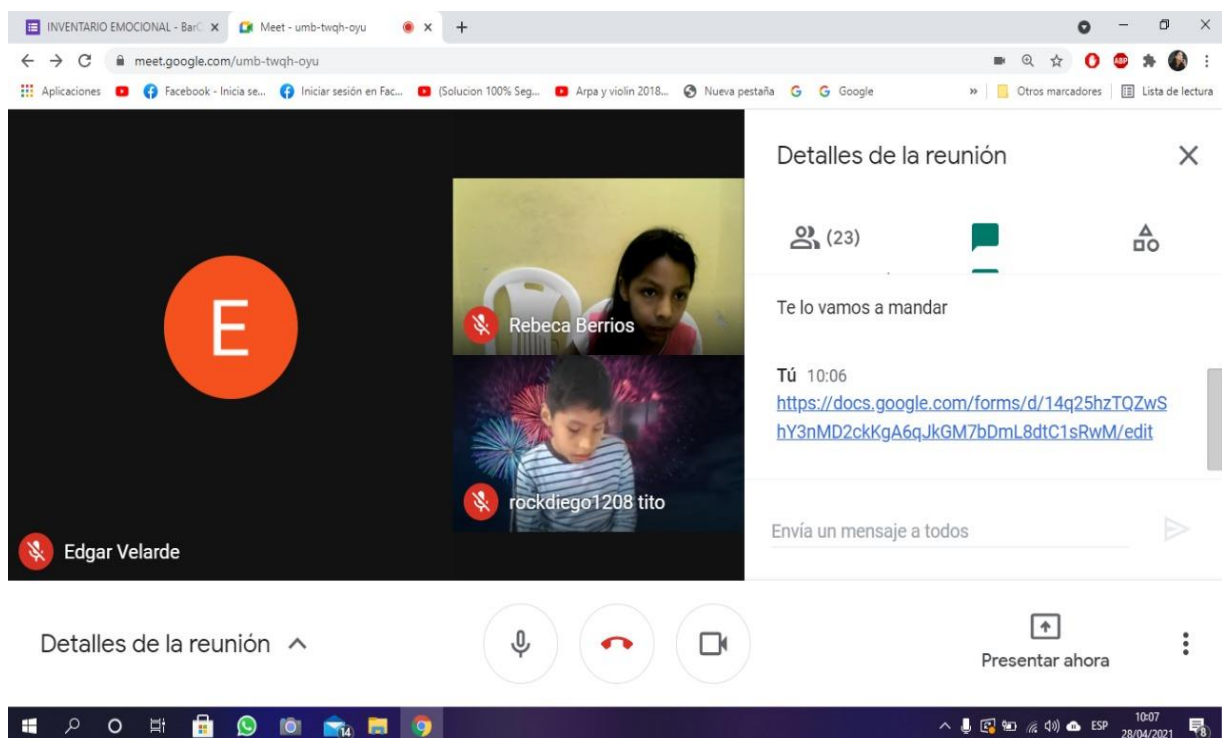 INVENTARIO EMOCIONAL - BarC
Meet - umb-twqh-oyu
meet.google.com/umb-twqh-oyu
ABP
Aplicaciones
Facebook - Inicia se...
Iniciar sesión en Fac...
(Solucion 100% Seg...
Arpa y violin 2018...
Nueva pestaña
G
Google
»
Otros marcadores
Lista de lectura
E
Edgar Velarde
Rebeca Berrios
rockdiego1208 tito
Detalles de la reunión
(23)
Te lo vamos a mandar
Tú 10:06
https://docs.google.com/forms/d/14q25hzTQZwS
hY3nMD2ckKgA6qJkGM7bDmL8dtC1sRwM/edit
Envía un mensaje a todos
Detalles de la reunión
Presentar ahora
14
ESP
10:07
28/04/2021
8